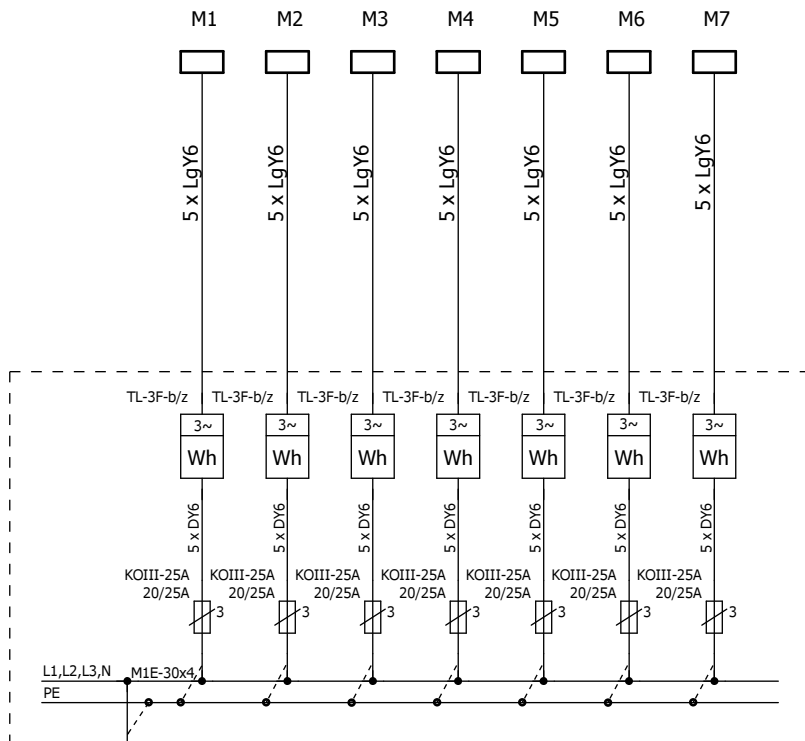 M1 M2 M3 M4 M5 M6 M7
5 x LgY6 5 x LgY6 5 x LgY6 5 x LgY6 5 x LgY6 5 x LgY6 5 x LgY6
TL-3F-b/z TL-3F-b/z TL-3F-b/z TL-3F-b/z TL-3F-b/z TL-3F-b/z TL-3F-b/z
3~ 3~ 3~ 3~ 3~ 3~ 3~
Wh Wh Wh Wh Wh Wh Wh
5 x DY6 5 x DY6 5 x DY6 5 x DY6 5 x DY6 5 x DY6 5 x DY6
KOIII-25A KOIII-25A KOIII-25A KOIII-25A KOIII-25A KOIII-25A KOIII-25A
20/25A 20/25A 20/25A 20/25A 20/25A 20/25A 20/25A
3 3 3 3 3 3 3
L1,L2,L3,N M1E-30x4
PE